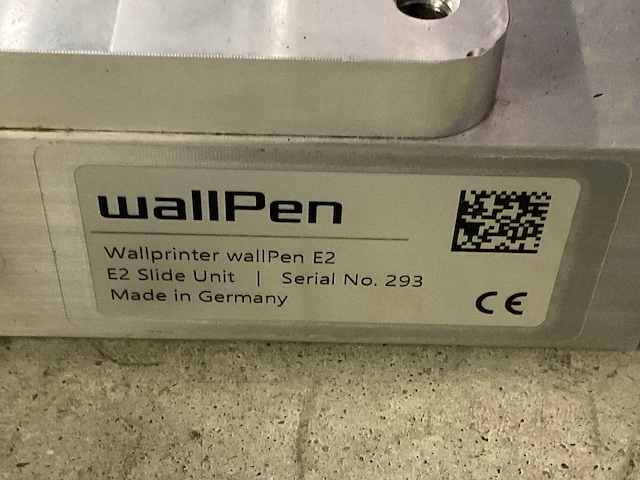 wallPen
Wallprinter wallPen E2
E2 Slide Unit | Serial No. 293
Made in Germany
CE